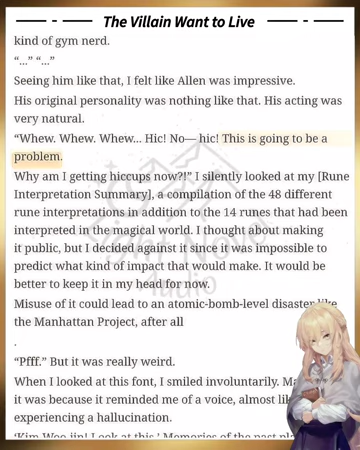 The Villain Want to Live
kind of gym nerd.
“...” “...”
Seeing him like that, I felt like Allen was impressive.
His original personality was nothing like that. His acting was
very natural.
“Whew. Whew. Whew... Hic! No— hic! This is going to be a
problem.
Why am I getting hiccups now?!” I silently looked at my [Rune
Interpretation Summary], a compilation of the 48 different
rune interpretations in addition to the 14 runes that had been
interpreted in the magical world. I thought about making
it public, but I decided against it since it was impossible to
predict what kind of impact that would make. It would be
better to keep it in my head for now.
Misuse of it could lead to an atomic-bomb-level disaster like
the Manhattan Project, after all
.
“Pfff.” But it was really weird.
When I looked at this font, I smiled involuntarily.
it was because it reminded me of a voice, almost
experiencing a hallucination.
‘Kim Woo-jin! Look at this.’ Memories of the past
Light Novel
Audio